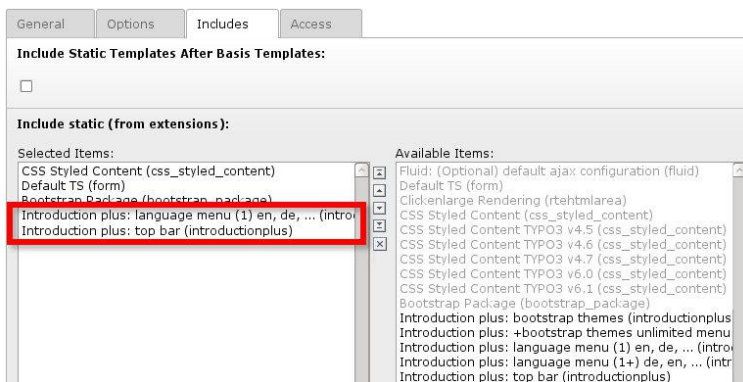 General Options Includes Access
Include Static Templates After Basis Templates:
Include static (from extensions):
Selected Items:
CSS Styled Content (css_styled_content)
Default TS (form)
Bootstrap Package (bootstrap_package)
Introduction plus: language menu (1) en, de, ... (intro
Introduction plus: top bar (introductionplus)
Available Items:
Fluid: (Optional) default ajax configuration (fluid)
Default TS (form)
Clickenlarge Rendering (rtehtmlarea)
CSS Styled Content (css_styled_content)
CSS Styled Content TYPO3 v4.5 (css_styled_content)
CSS Styled Content TYPO3 v4.6 (css_styled_content)
CSS Styled Content TYPO3 v4.7 (css_styled_content)
CSS Styled Content TYPO3 v6.0 (css_styled_content)
CSS Styled Content TYPO3 v6.1 (css_styled_content)
Bootstrap Package (bootstrap_package)
Introduction plus: bootstrap themes (introductionplus
Introduction plus: +bootstrap themes unlimited menu
Introduction plus: language menu (1) en, de, ... (intro
Introduction plus: language menu (1+) de, en, ... (intr
Introduction plus: top bar (introductionplus)